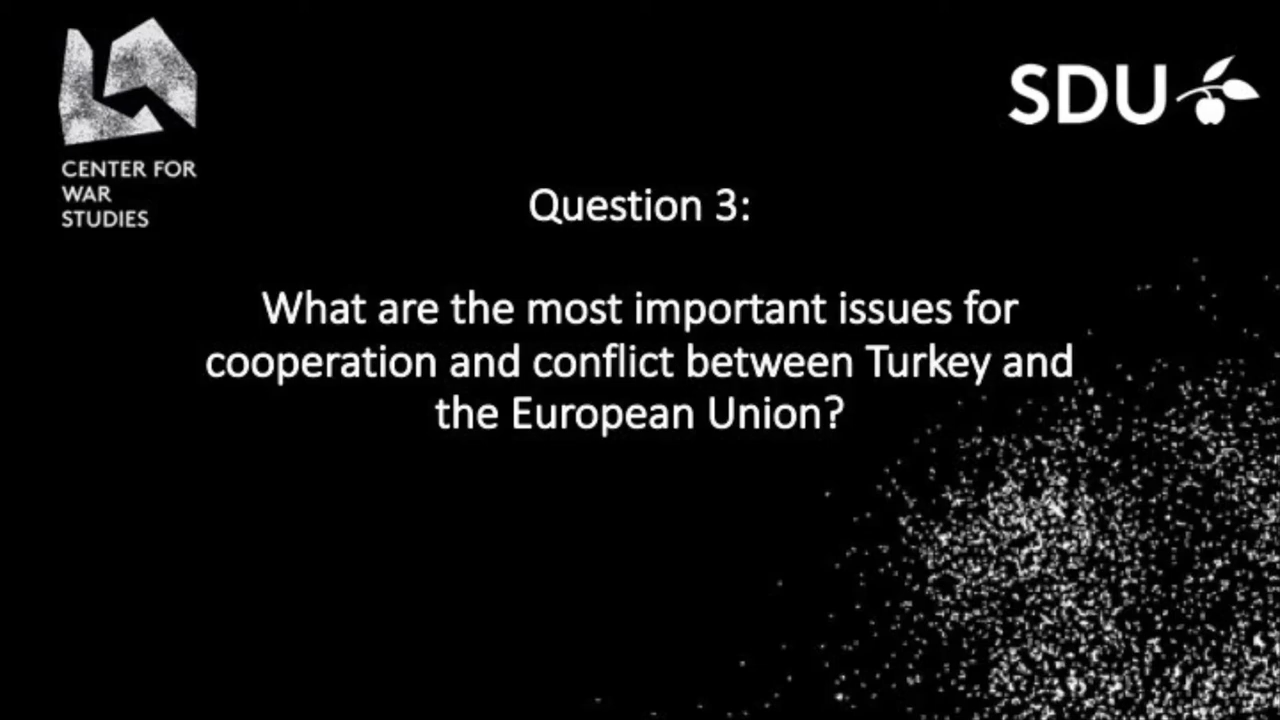 CENTER FOR
WAR
STUDIES
SDU
Question 3:
What are the most important issues for
cooperation and conflict between Turkey and
the European Union?